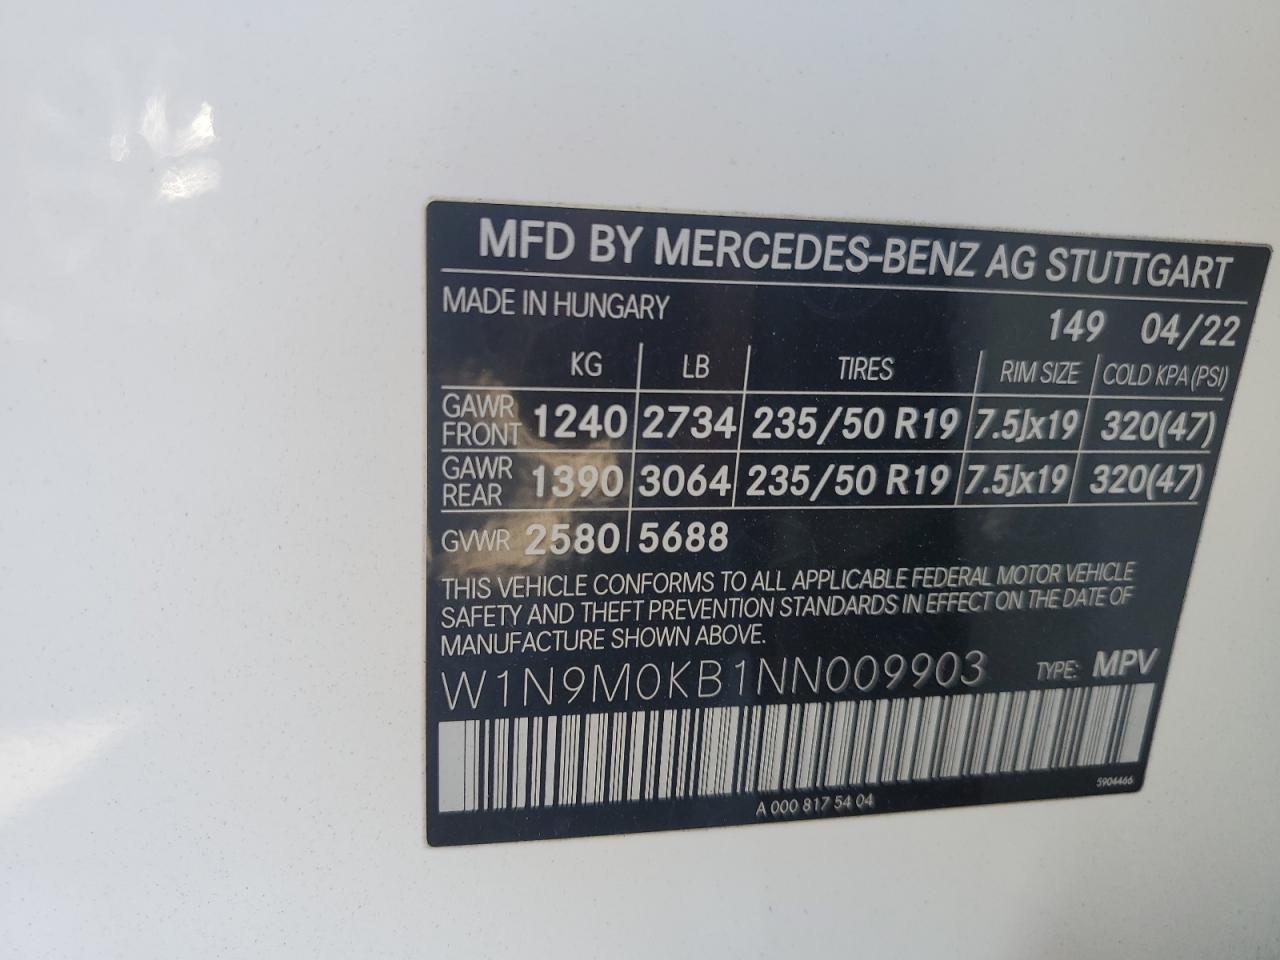 MFD BY MERCEDES-BENZ AG STUTTGART
MADE IN HUNGARY
149 04/22
KG LB TIRES RIM SIZE COLD KPA (PSI)
GAWR FRONT 1240 2734 235/50 R19 7.5Jx19 320(47)
GAWR REAR 1390 3064 235/50 R19 7.5Jx19 320(47)
GVWR 2580 5688
THIS VEHICLE CONFORMS TO ALL APPLICABLE FEDERAL MOTOR VEHICLE
SAFETY AND THEFT PREVENTION STANDARDS IN EFFECT ON THE DATE OF
MANUFACTURE SHOWN ABOVE.
W1N9M0KB1NN009903 TYPE: MPV
5904466
A 000 817 54 04